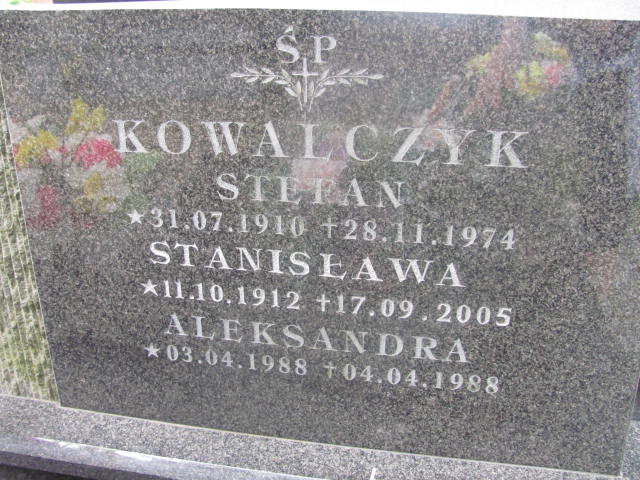 Ś P
KOWALCZYK
STEFAN
★31.07.1910 +28.11.1974
STANISŁAWA
★11.10.1912 +17.09.2005
ALEKSANDRA
★03.04.1988 +04.04.1988